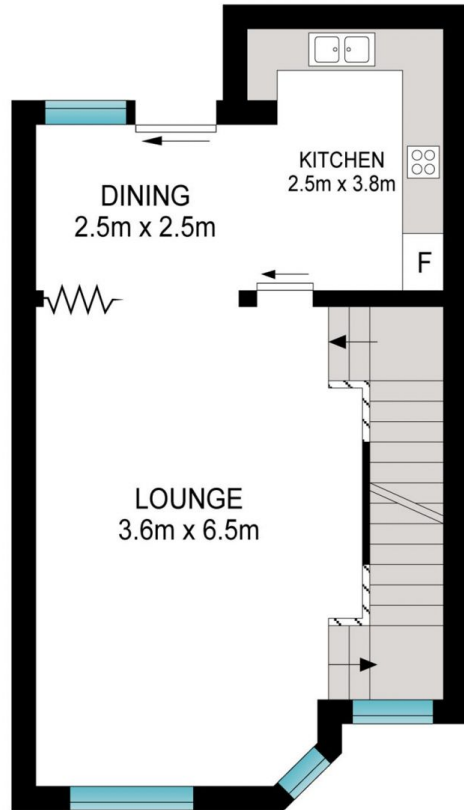 KITCHEN
2.5m x 3.8m
DINING
2.5m x 2.5m
F
LOUNGE
3.6m x 6.5m